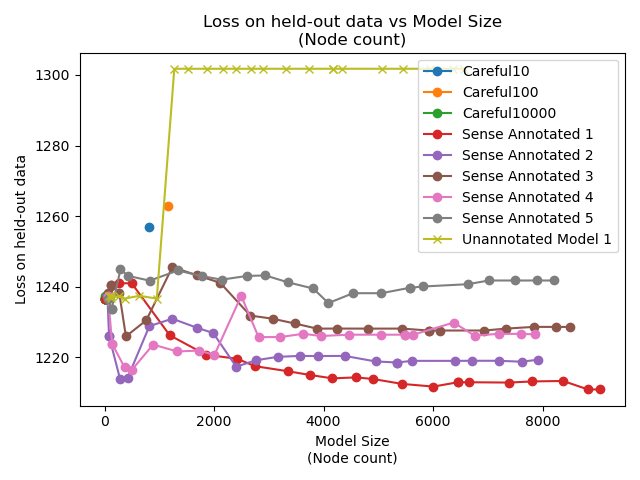 Loss on held-out data vs Model Size
(Node count)
Loss on held-out data
1300
1280
1260
1240
1220
0
2000
4000
6000
8000
Model Size
(Node count)
Careful10
Careful100
Careful10000
Sense Annotated 1
Sense Annotated 2
Sense Annotated 3
Sense Annotated 4
Sense Annotated 5
Unannotated Model 1